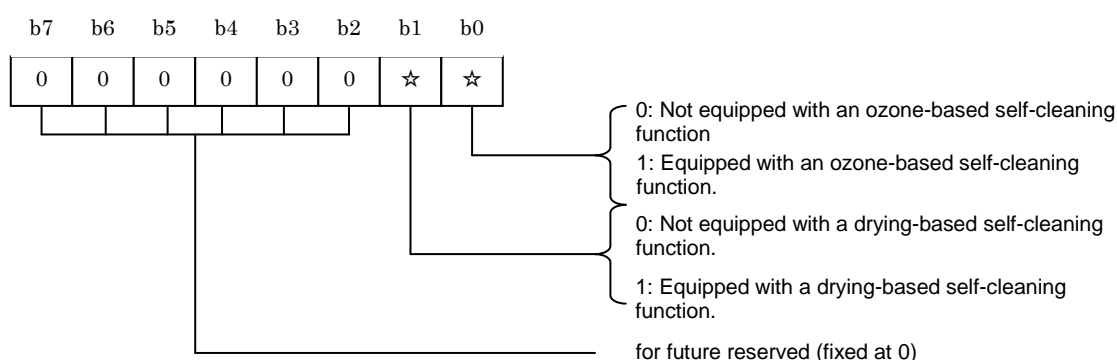 b7 b6 b5 b4 b3 b2 b1 b0
0 0 0 0 0 0 ☆ ☆
0: Not equipped with an ozone-based self-cleaning
function
1: Equipped with an ozone-based self-cleaning
function.
0: Not equipped with a drying-based self-cleaning
function.
1: Equipped with a drying-based self-cleaning
function.
for future reserved (fixed at 0)